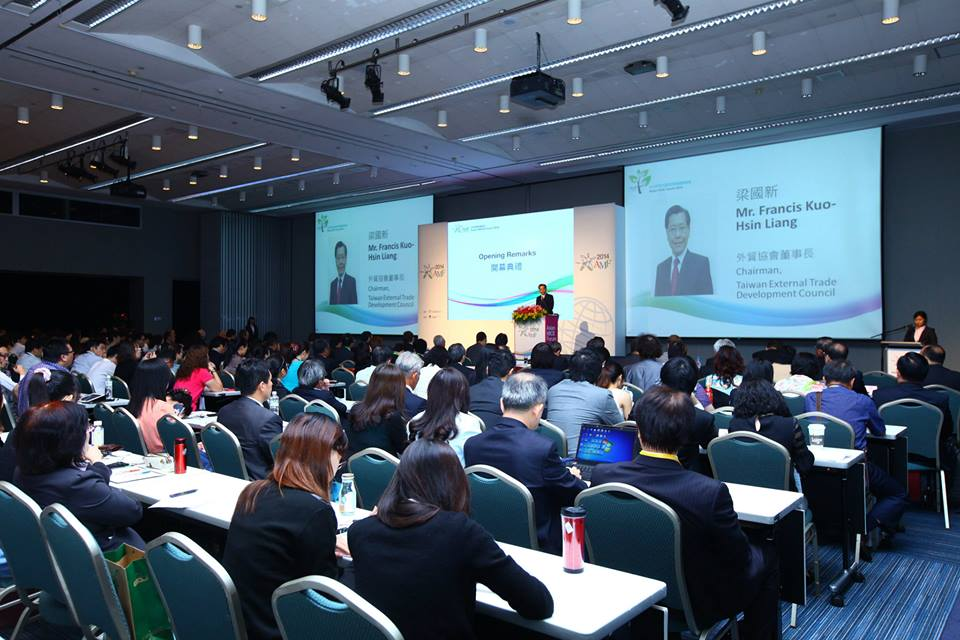 梁國新
Mr. Francis Kuo-
Hsin Liang
外貿協會董事長
Chairman,
Taiwan External Trade
Development Council
2014
AMF
Opening Remarks
開幕典禮
梁國新
Mr. Francis Kuo-
Hsin Liang
外貿協會董事長
Chairman,
Taiwan External Trade
Development Council